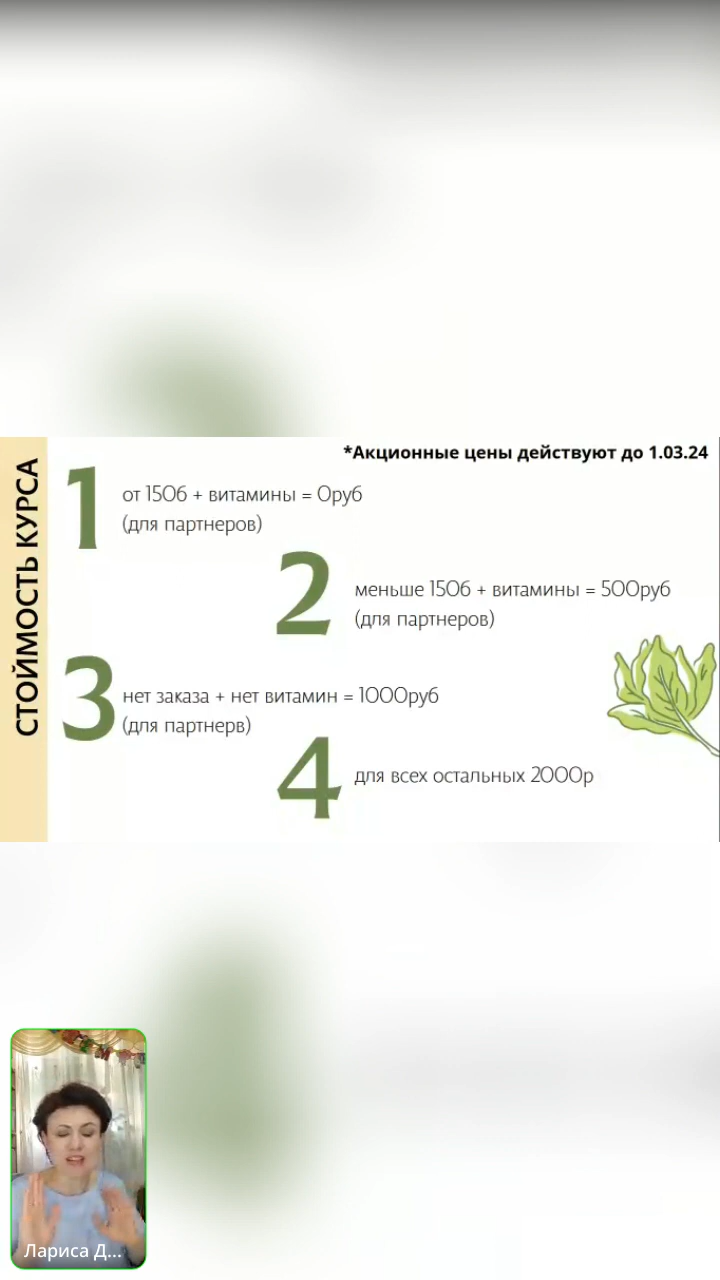 *Акционные цены действуют до 1.03.24
СТОЙМОСТЬ КУРСА
1
от 150б + витамины = 0руб
(для партнеров)
2
меньше 150б + витамины = 500руб
(для партнеров)
3
нет заказа + нет витамин = 1000руб
(для партнерв)
4
для всех остальных 2000р
Лариса Д...